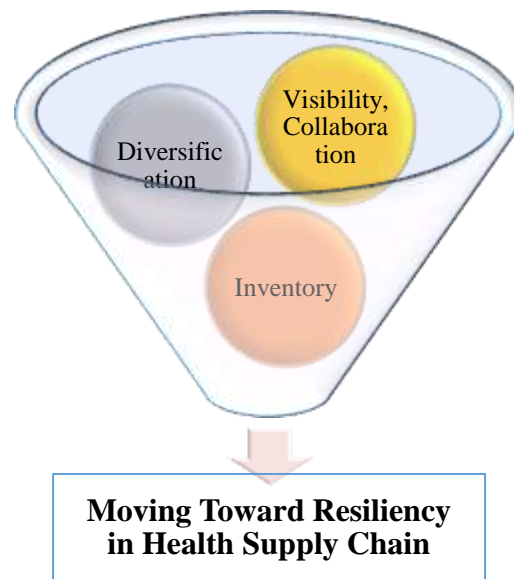 Visibility,
Collabora
tion
Diversific
ation
Inventory
Moving Toward Resiliency
in Health Supply Chain